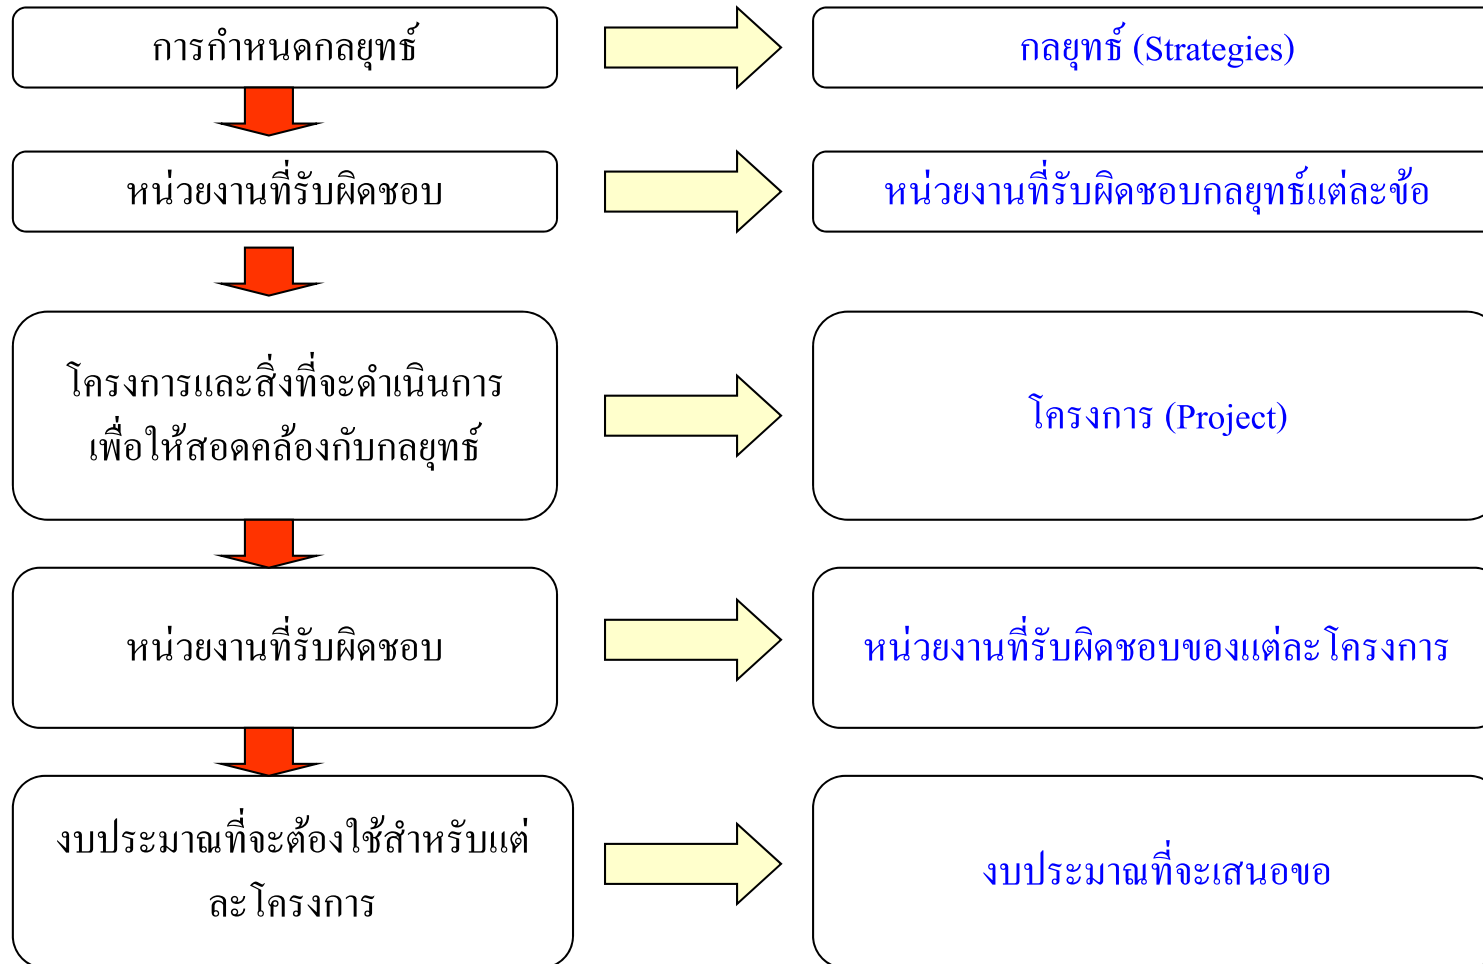 การกำหนดกลยุทธ์
กลยุทธ์ (Strategies)
หน่วยงานที่รับผิดชอบ
หน่วยงานที่รับผิดชอบกลยุทธ์แต่ละข้อ
โครงการและสิ่งที่จะดำเนินการ
เพื่อให้สอดคล้องกับกลยุทธ์
โครงการ (Project)
หน่วยงานที่รับผิดชอบ
หน่วยงานที่รับผิดชอบของแต่ละโครงการ
งบประมาณที่จะต้องใช้สำหรับแต่
ละโครงการ
งบประมาณที่จะเสนอขอ